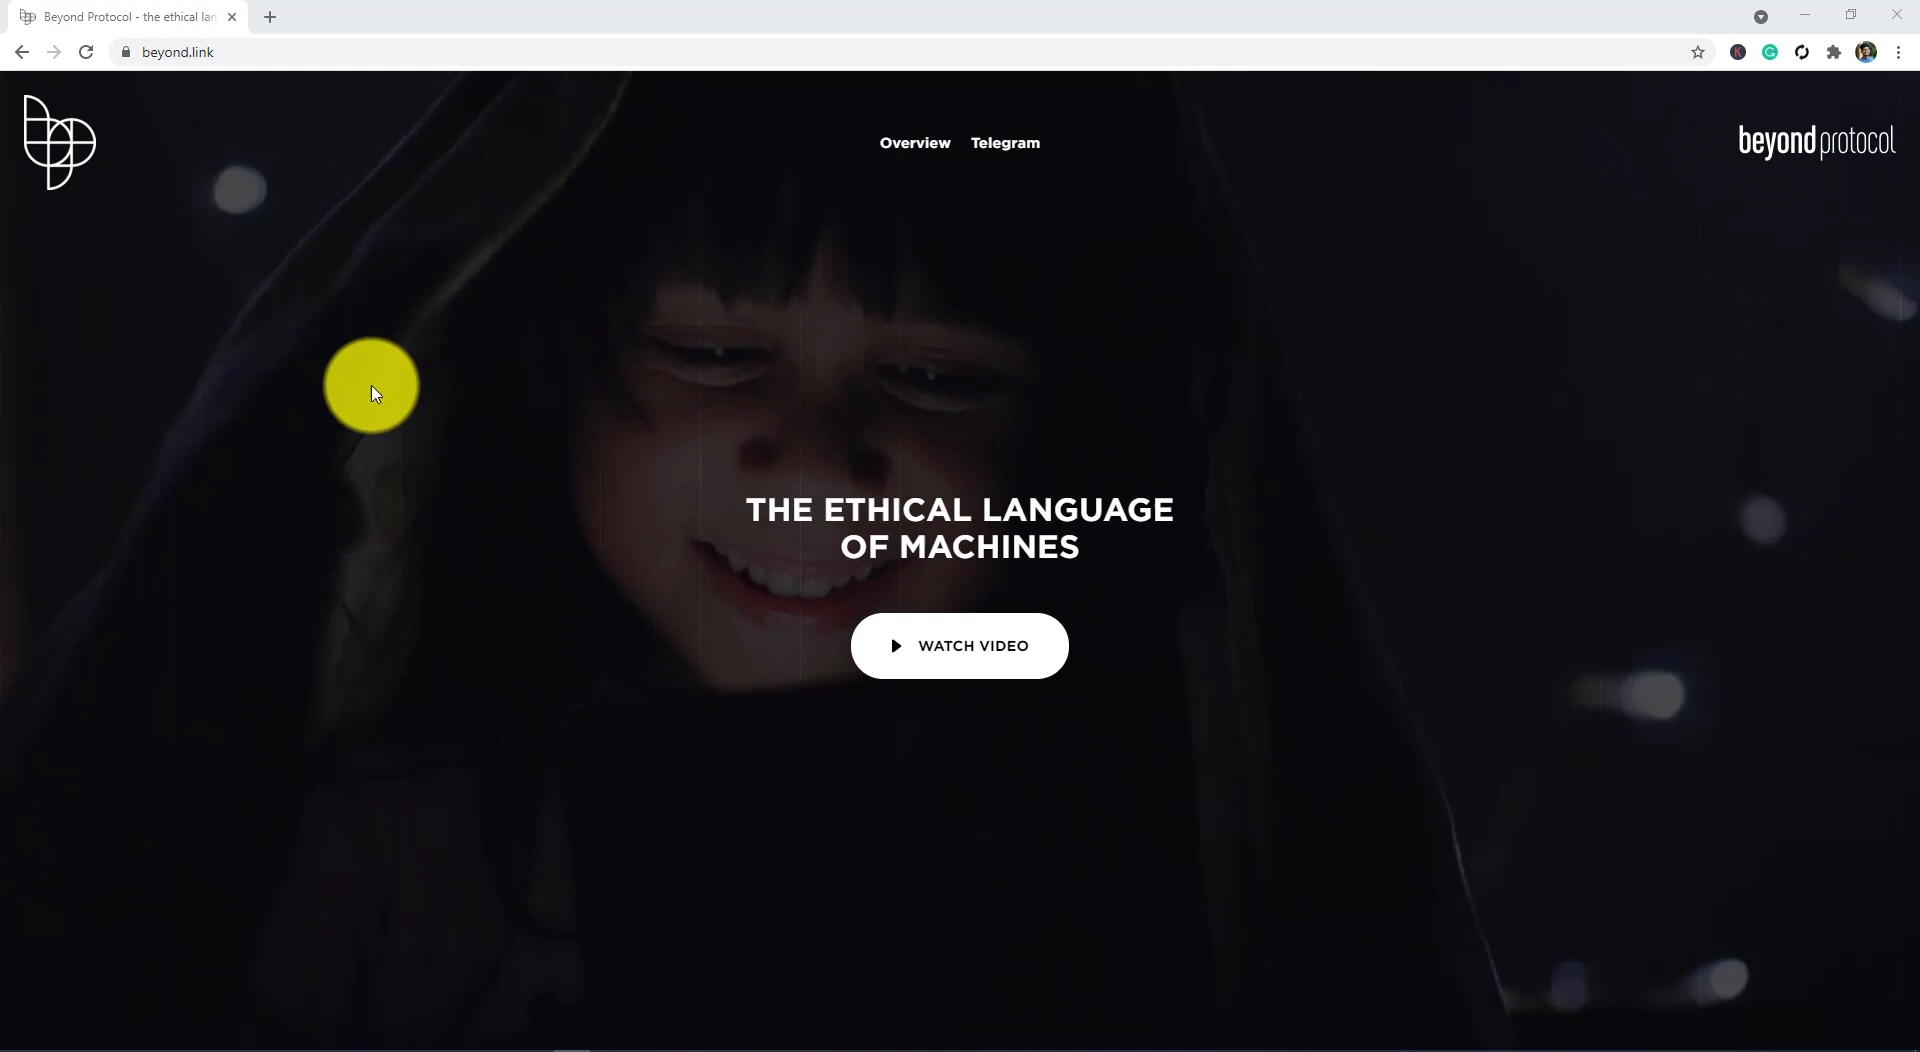 Beyond Protocol - the ethical lan
beyond.link
Overview Telegram
beyond protocol
THE ETHICAL LANGUAGE
OF MACHINES
WATCH VIDEO